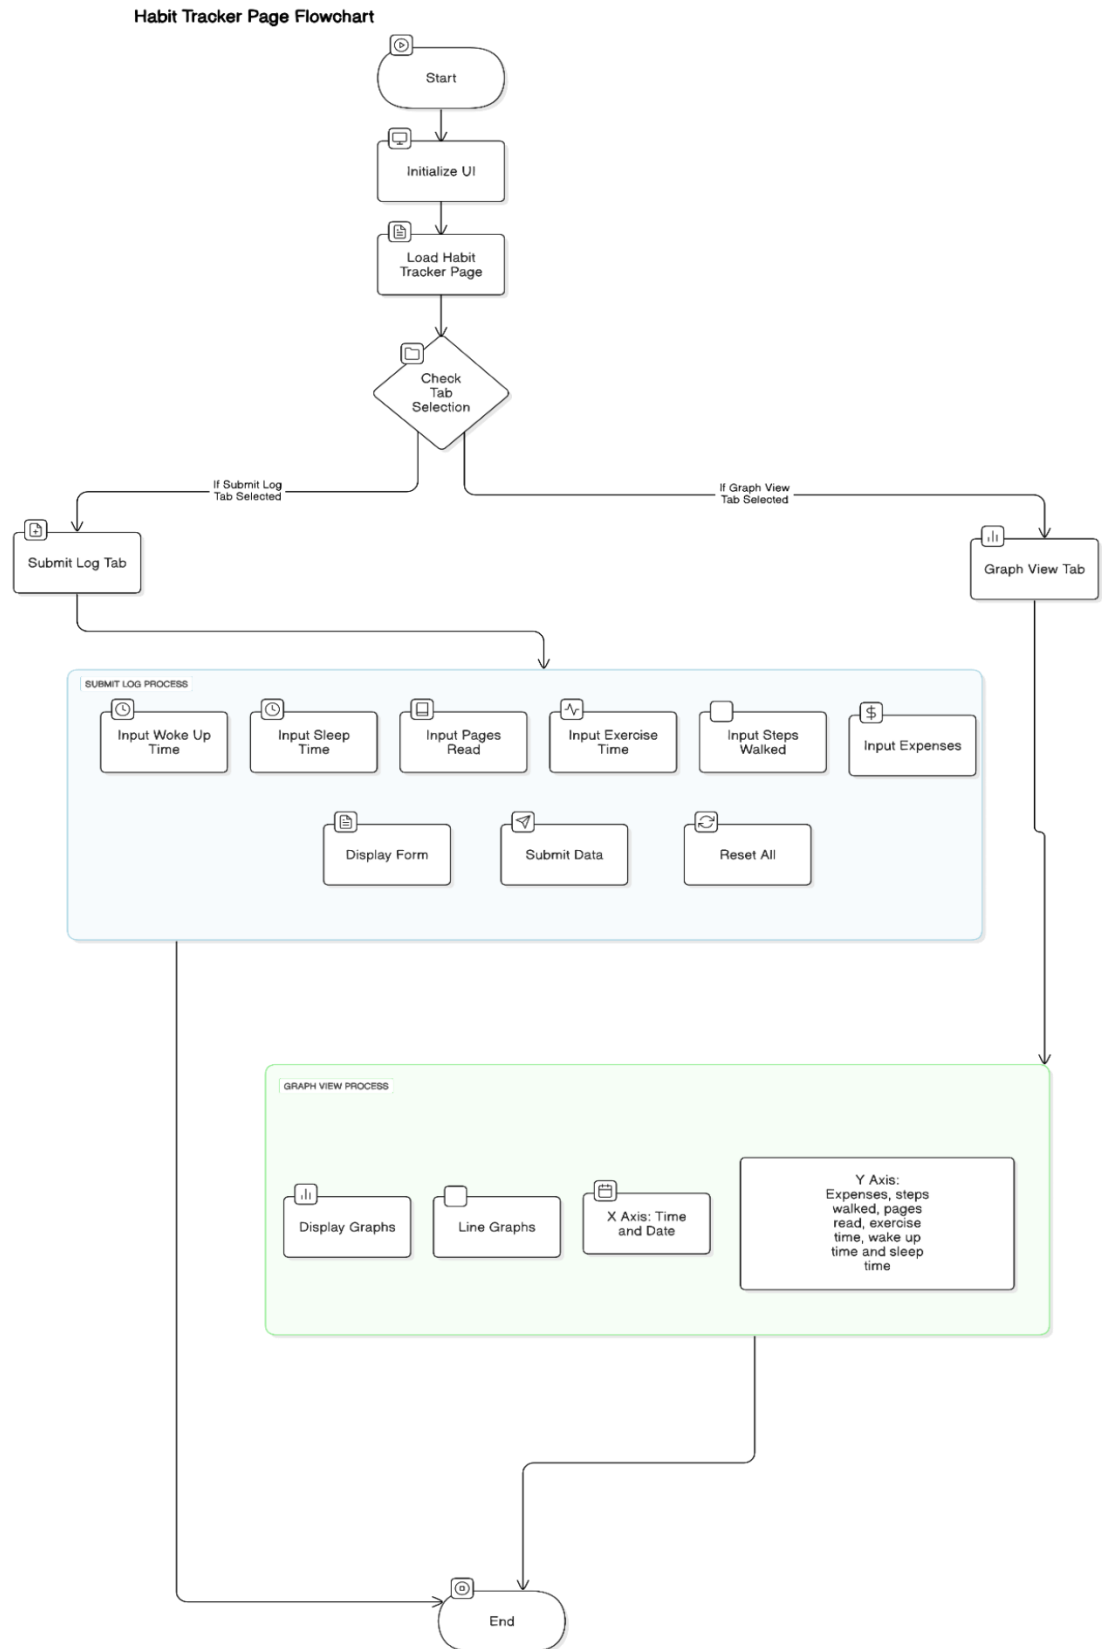 Habit Tracker Page Flowchart
Start
Initialize UI
Load Habit
Tracker Page
Check
Tab
Selection
If Submit Log
Tab Selected
If Graph View
Tab Selected
Submit Log Tab
Graph View Tab
SUBMIT LOG PROCESS
Input Woke Up
Time
Input Sleep
Time
Input Pages
Read
Input Exercise
Time
Input Steps
Walked
Input Expenses
Display Form
Submit Data
Reset All
GRAPH VIEW PROCESS
Display Graphs
Line Graphs
X Axis: Time
and Date
Y Axis:
Expenses, steps
walked, pages
read, exercise
time, wake up
time and sleep
time
End